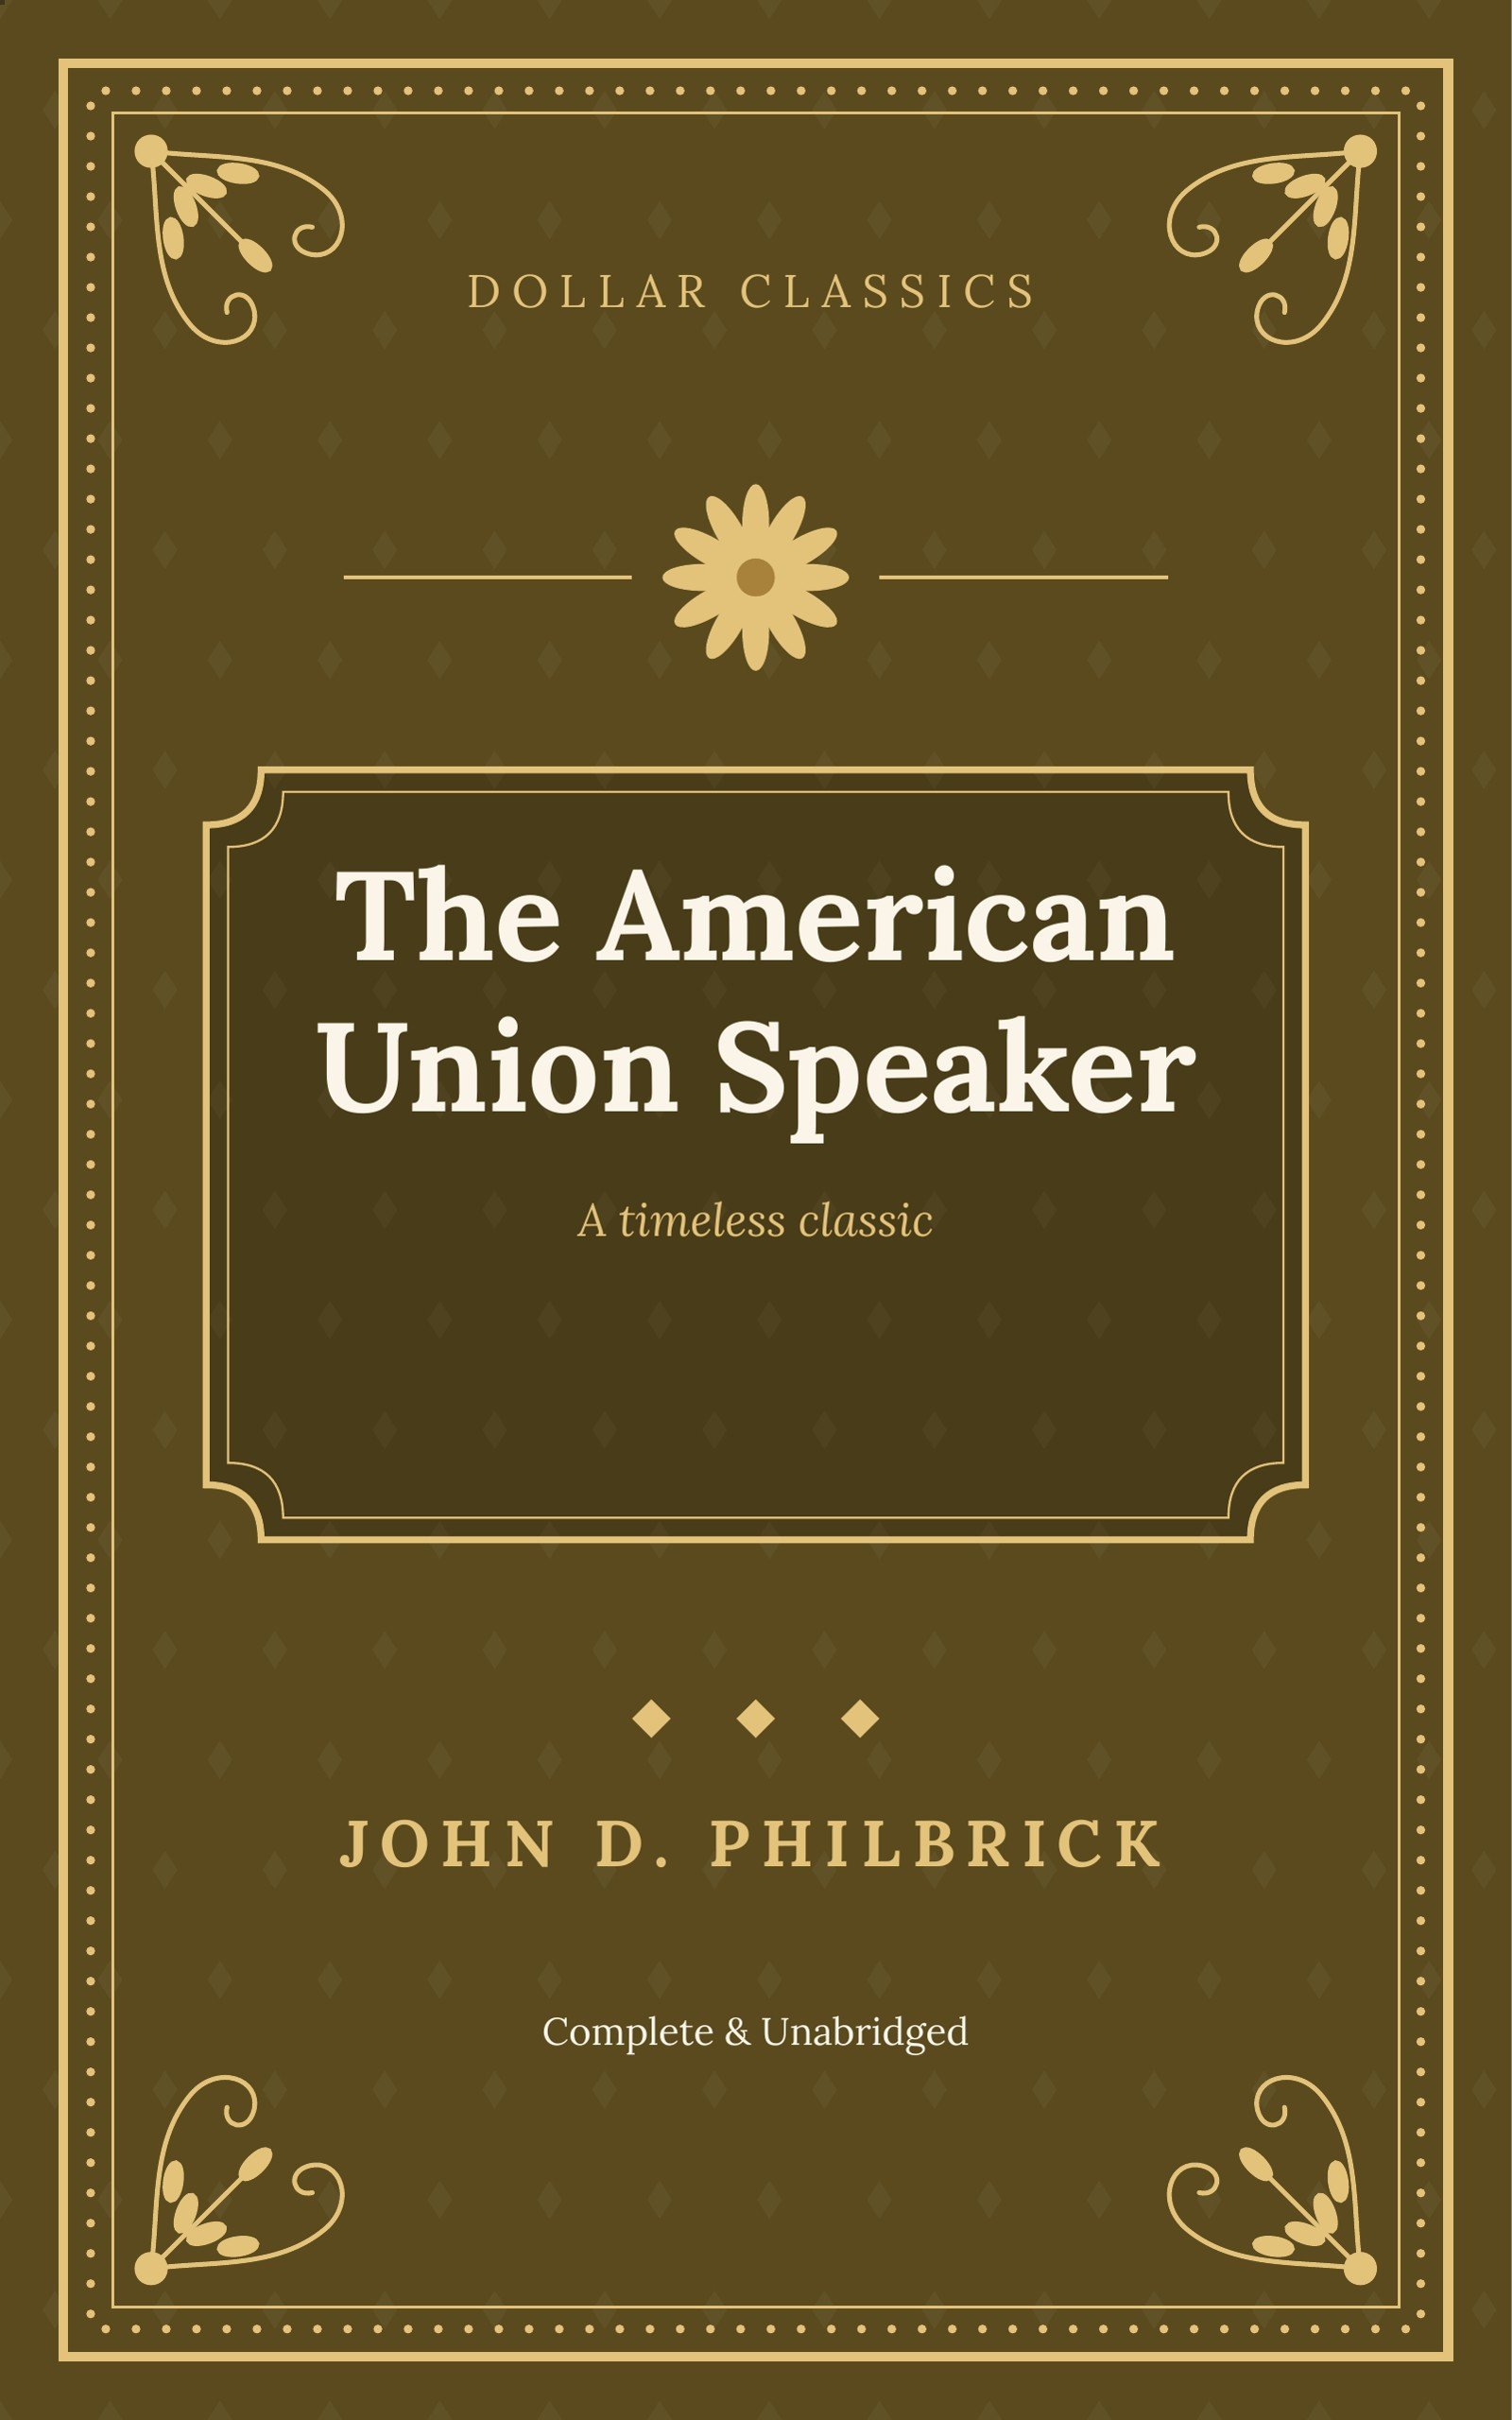 DOLLAR CLASSICS
The American
Union Speaker
A timeless classic
JOHN D. PHILBRICK
Complete & Unabridged